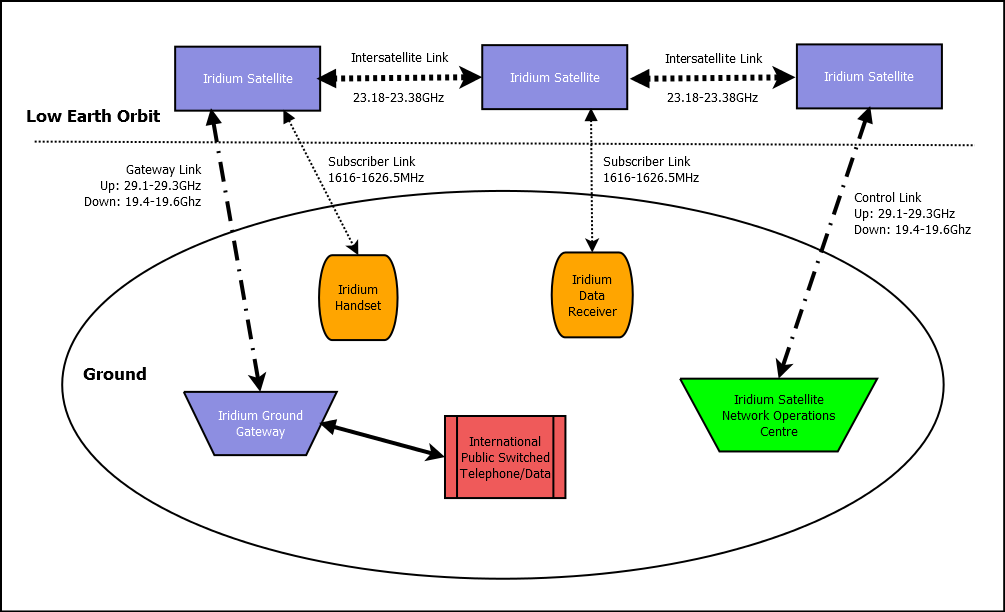 Iridium Satellite
Intersatellite Link
23.18-23.38GHz
Iridium Satellite
Intersatellite Link
23.18-23.38GHz
Iridium Satellite
Low Earth Orbit
Gateway Link
Up: 29.1-29.3GHz
Down: 19.4-19.6Ghz
Subscriber Link
1616-1626.5MHz
Subscriber Link
1616-1626.5MHz
Control Link
Up: 29.1-29.3GHz
Down: 19.4-19.6Ghz
Iridium
Handset
Iridium
Data
Receiver
Ground
Iridium Ground
Gateway
International
Public Switched
Telephone/Data
Iridium Satellite
Network Operations
Centre